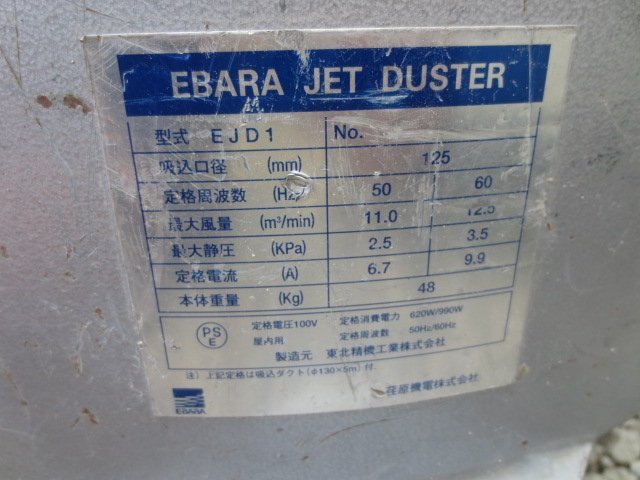 EBARA JET DUSTER
型式 EJD1 No.
吸込口径 (mm) 125
定格周波数 (Hz) 50 60
最大風量 (m³/min) 11.0 12.5
最大静圧 (KPa) 2.5 3.5
定格電流 (A) 6.7 9.9
本体重量 (Kg) 48
PS
E
定格電圧100V 定格消費電力 620W/990W
屋内用 定格周波数 50Hz/60Hz
製造元 東北精機工業株式会社
注）上記定格は吸込ダクト(φ130×5m)付
EBARA 荏原機電株式会社